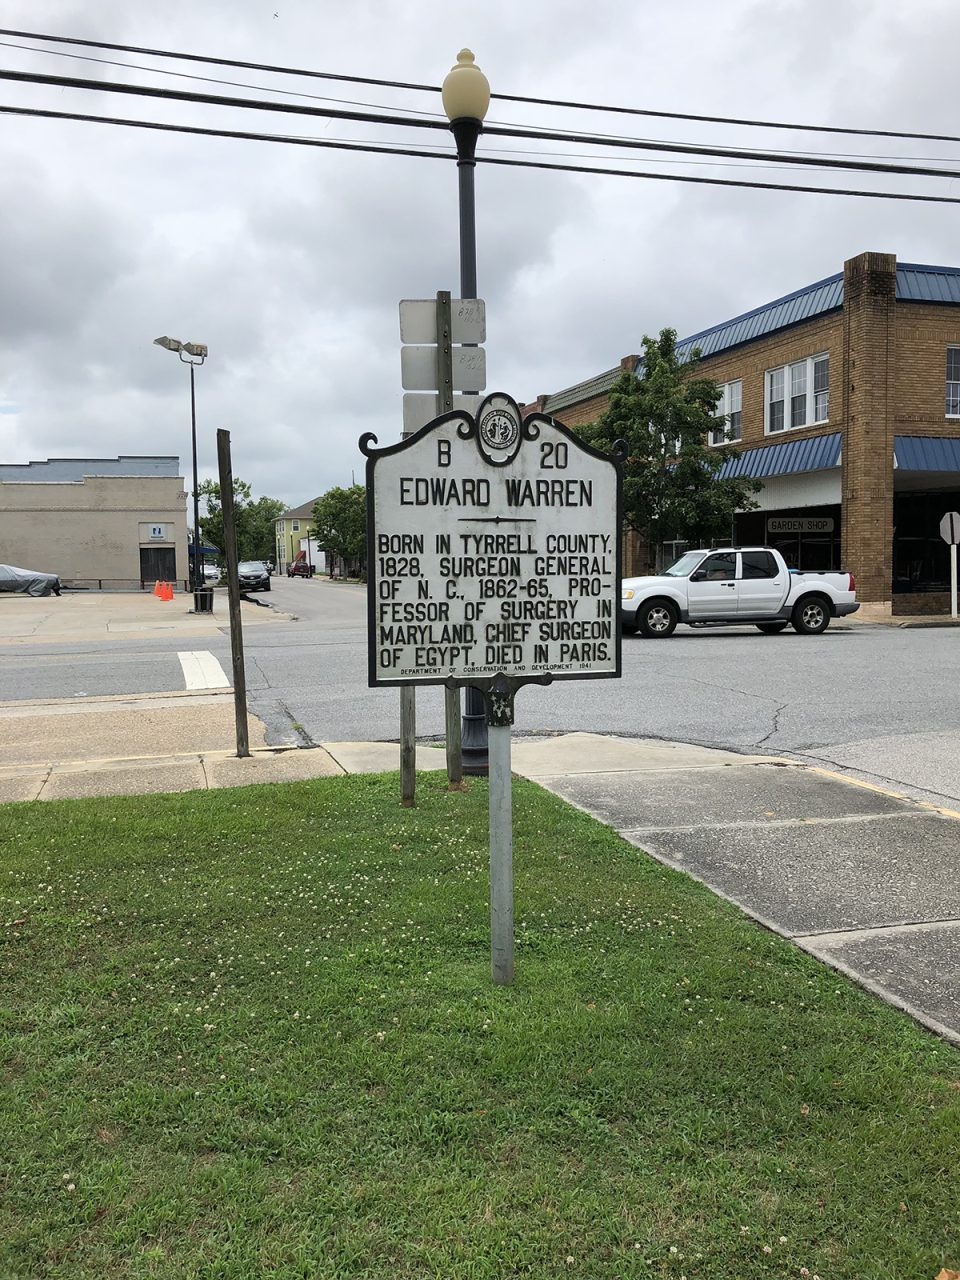 B 20
EDWARD WARREN
BORN IN TYRRELL COUNTY,
1828, SURGEON GENERAL
OF N. C., 1862-65, PRO-
FESSOR OF SURGERY IN
MARYLAND, CHIEF SURGEON
OF EGYPT, DIED IN PARIS.
DEPARTMENT OF CONSERVATION AND DEVELOPMENT 1941
GARDEN SHOP